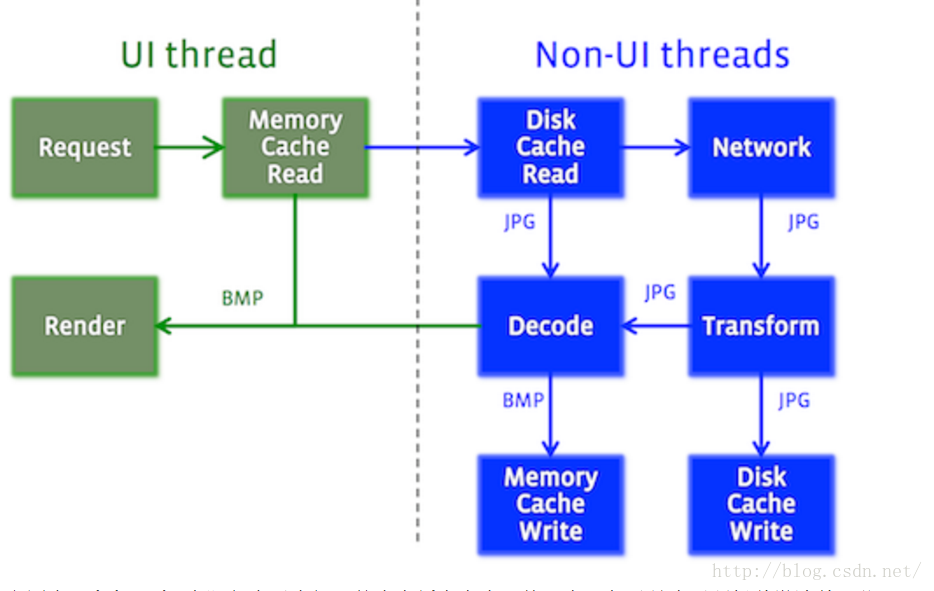 UI thread
Non-UI threads
Request
Memory
Cache
Read
Disk
Cache
Read
Network
JPG
JPG
Render
BMP
Decode
JPG
Transform
BMP
JPG
Memory
Cache
Write
Disk
Cache
Write
http://blog.csdn.net/